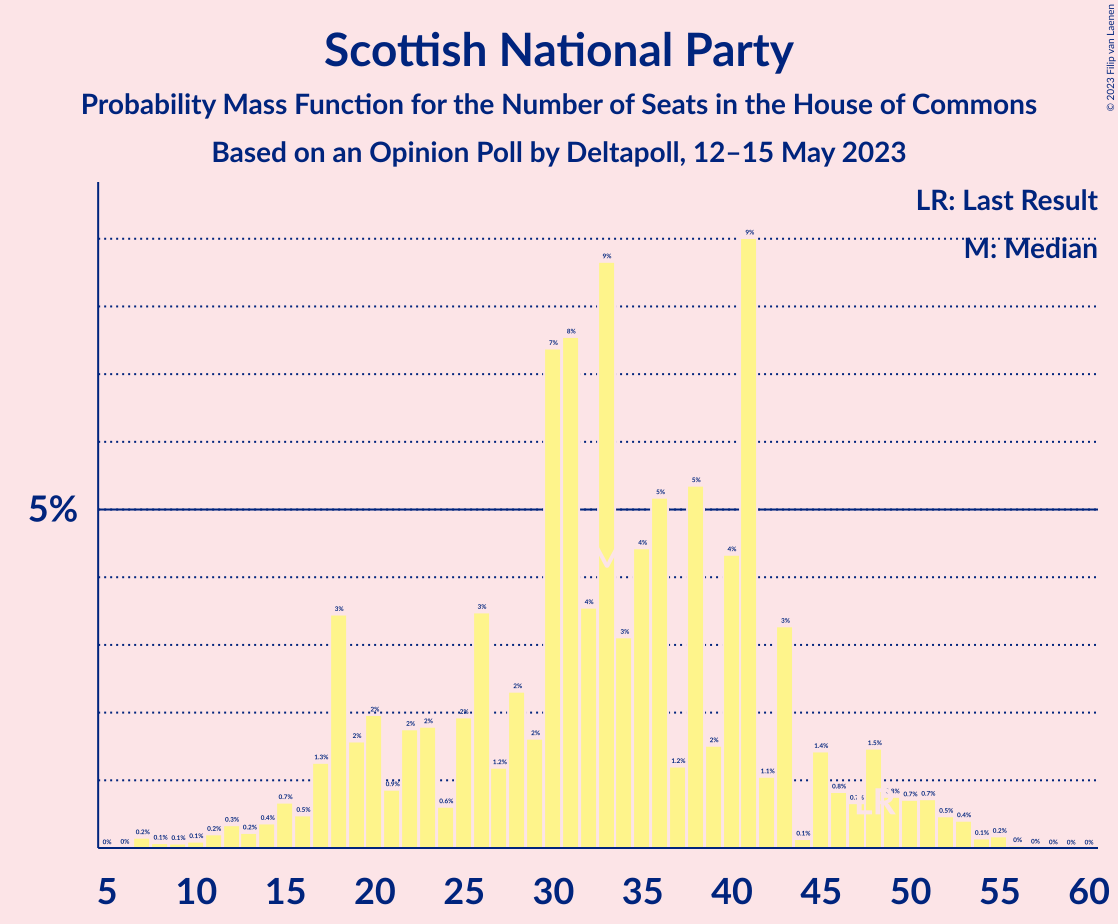 Scottish National Party
Probability Mass Function for the Number of Seats in the House of Commons
Based on an Opinion Poll by Deltapoll, 12–15 May 2023
© 2023 Filip van Laenen
LR: Last Result
M: Median
5%
0% 0% 0.2% 0.1% 0.1% 0.1% 0.2% 0.3% 0.2% 0.4% 0.7% 0.5% 1.3% 3% 2% 2% 0.9% 2% 2% 0.6% 2% 3% 1.2% 2% 2% 7% 8% 4% 9% 3% 4% 5% 1.2% 5% 2% 4% 9% 1.1% 3% 0.1% 1.4% 0.8% 1.5% 0.7% 0.7% 0.5% 0.4% 0.1% 0.2% 0% 0% 0% 0% 0%
M
LR
5 10 15 20 25 30 35 40 45 50 55 60